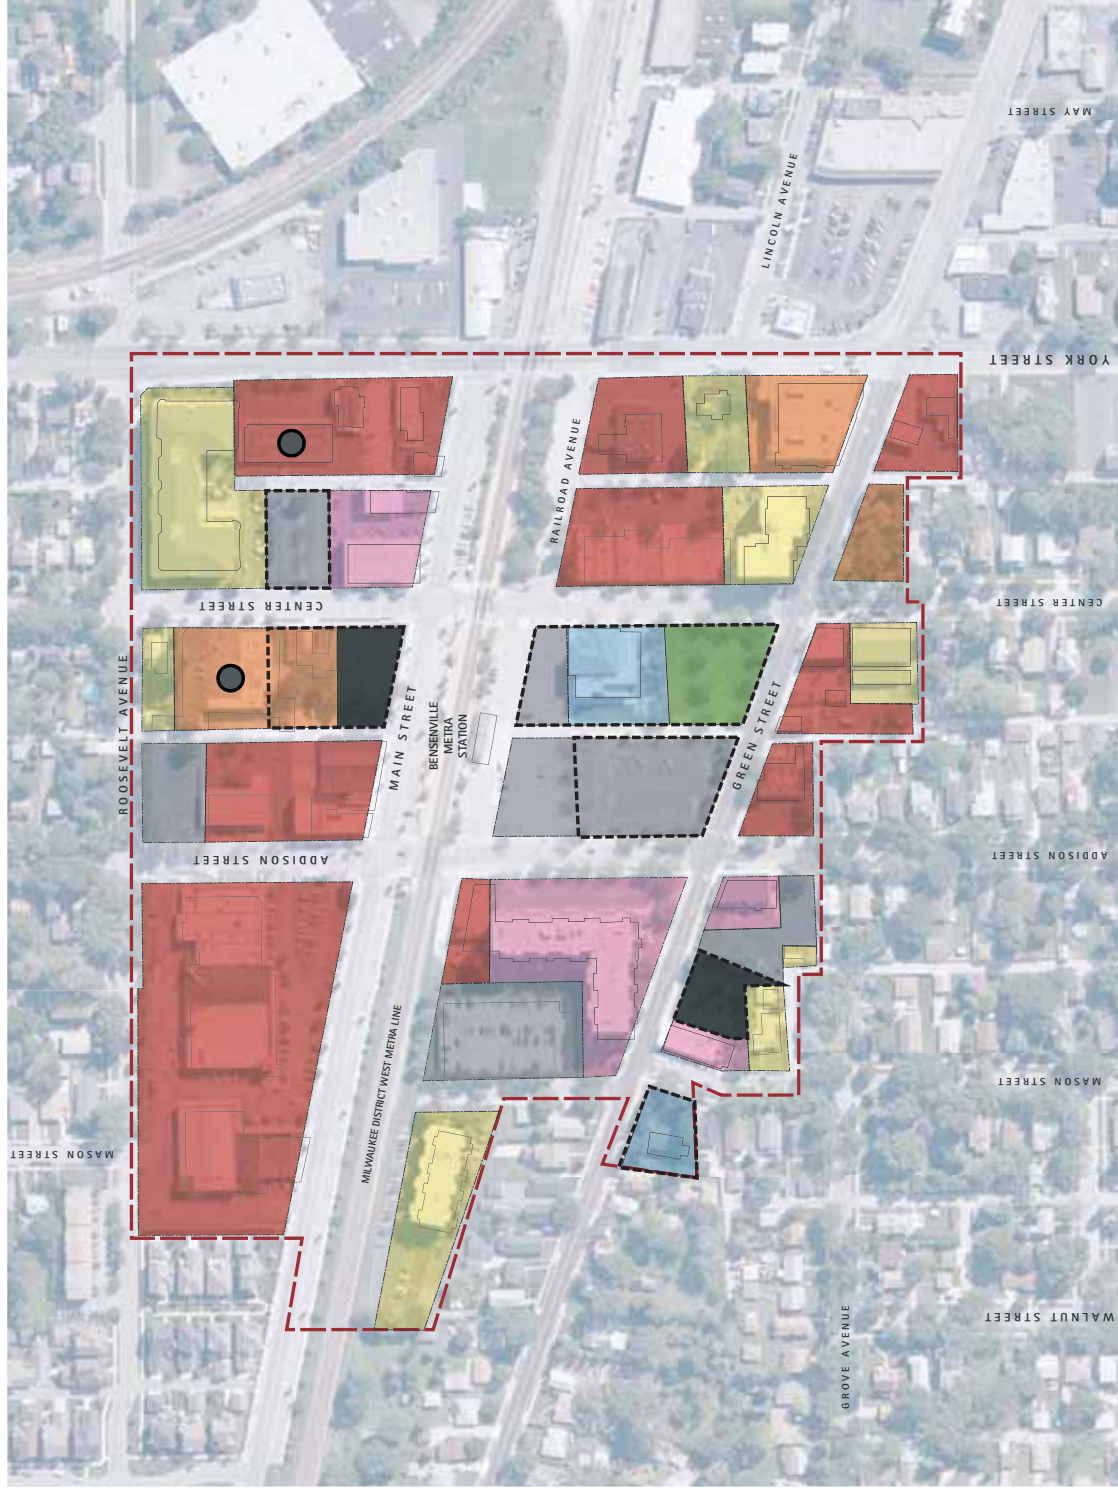 MAY STREET
LINCOLN AVENUE
YORK STREET
RAILROAD AVENUE
CENTER STREET
CENTER STREET
ROOSEVELT AVENUE
MAIN STREET
BENSENVILLE
METRA
STATION
GREEN STREET
ADDISON STREET
ADDISON STREET
MILWAUKEE DISTRICT WEST METRA LINE
MASON STREET
MASON STREET
WALNUT STREET
GROVE AVENUE